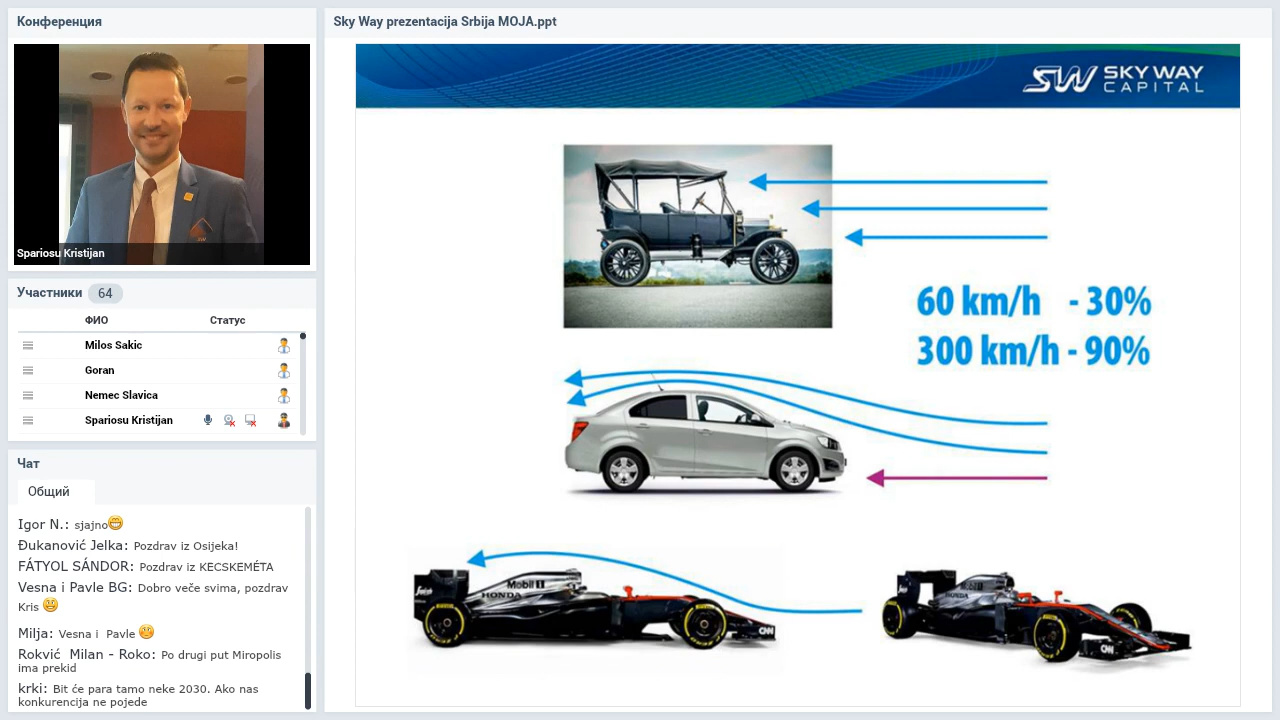 Конференция
Spariosu Kristijan
Участники 64
ФИО Статус
Milos Sakic
Goran
Nemec Slavica
Spariosu Kristijan
Чат
Общий
Igor N.: sjajno
Đukanović Jelka: Pozdrav iz Osijeka!
FÁTYOL SÁNDOR: Pozdrav iz KECSKEMÉTA
Vesna i Pavle BG: Dobro veče svima, pozdrav
Kris
Milja: Vesna i  Pavle
Rokvić  Milan - Roko: Po drugi put Miropolis
ima prekid
krki: Bit će para tamo neke 2030. Ako nas
konkurencija ne pojede
Sky Way prezentacija Srbija MOJA.ppt
SW SKY WAY
CAPITAL
60 km/h - 30%
300 km/h - 90%
Mobil 1
HONDA
CNN
HONDA
CNN